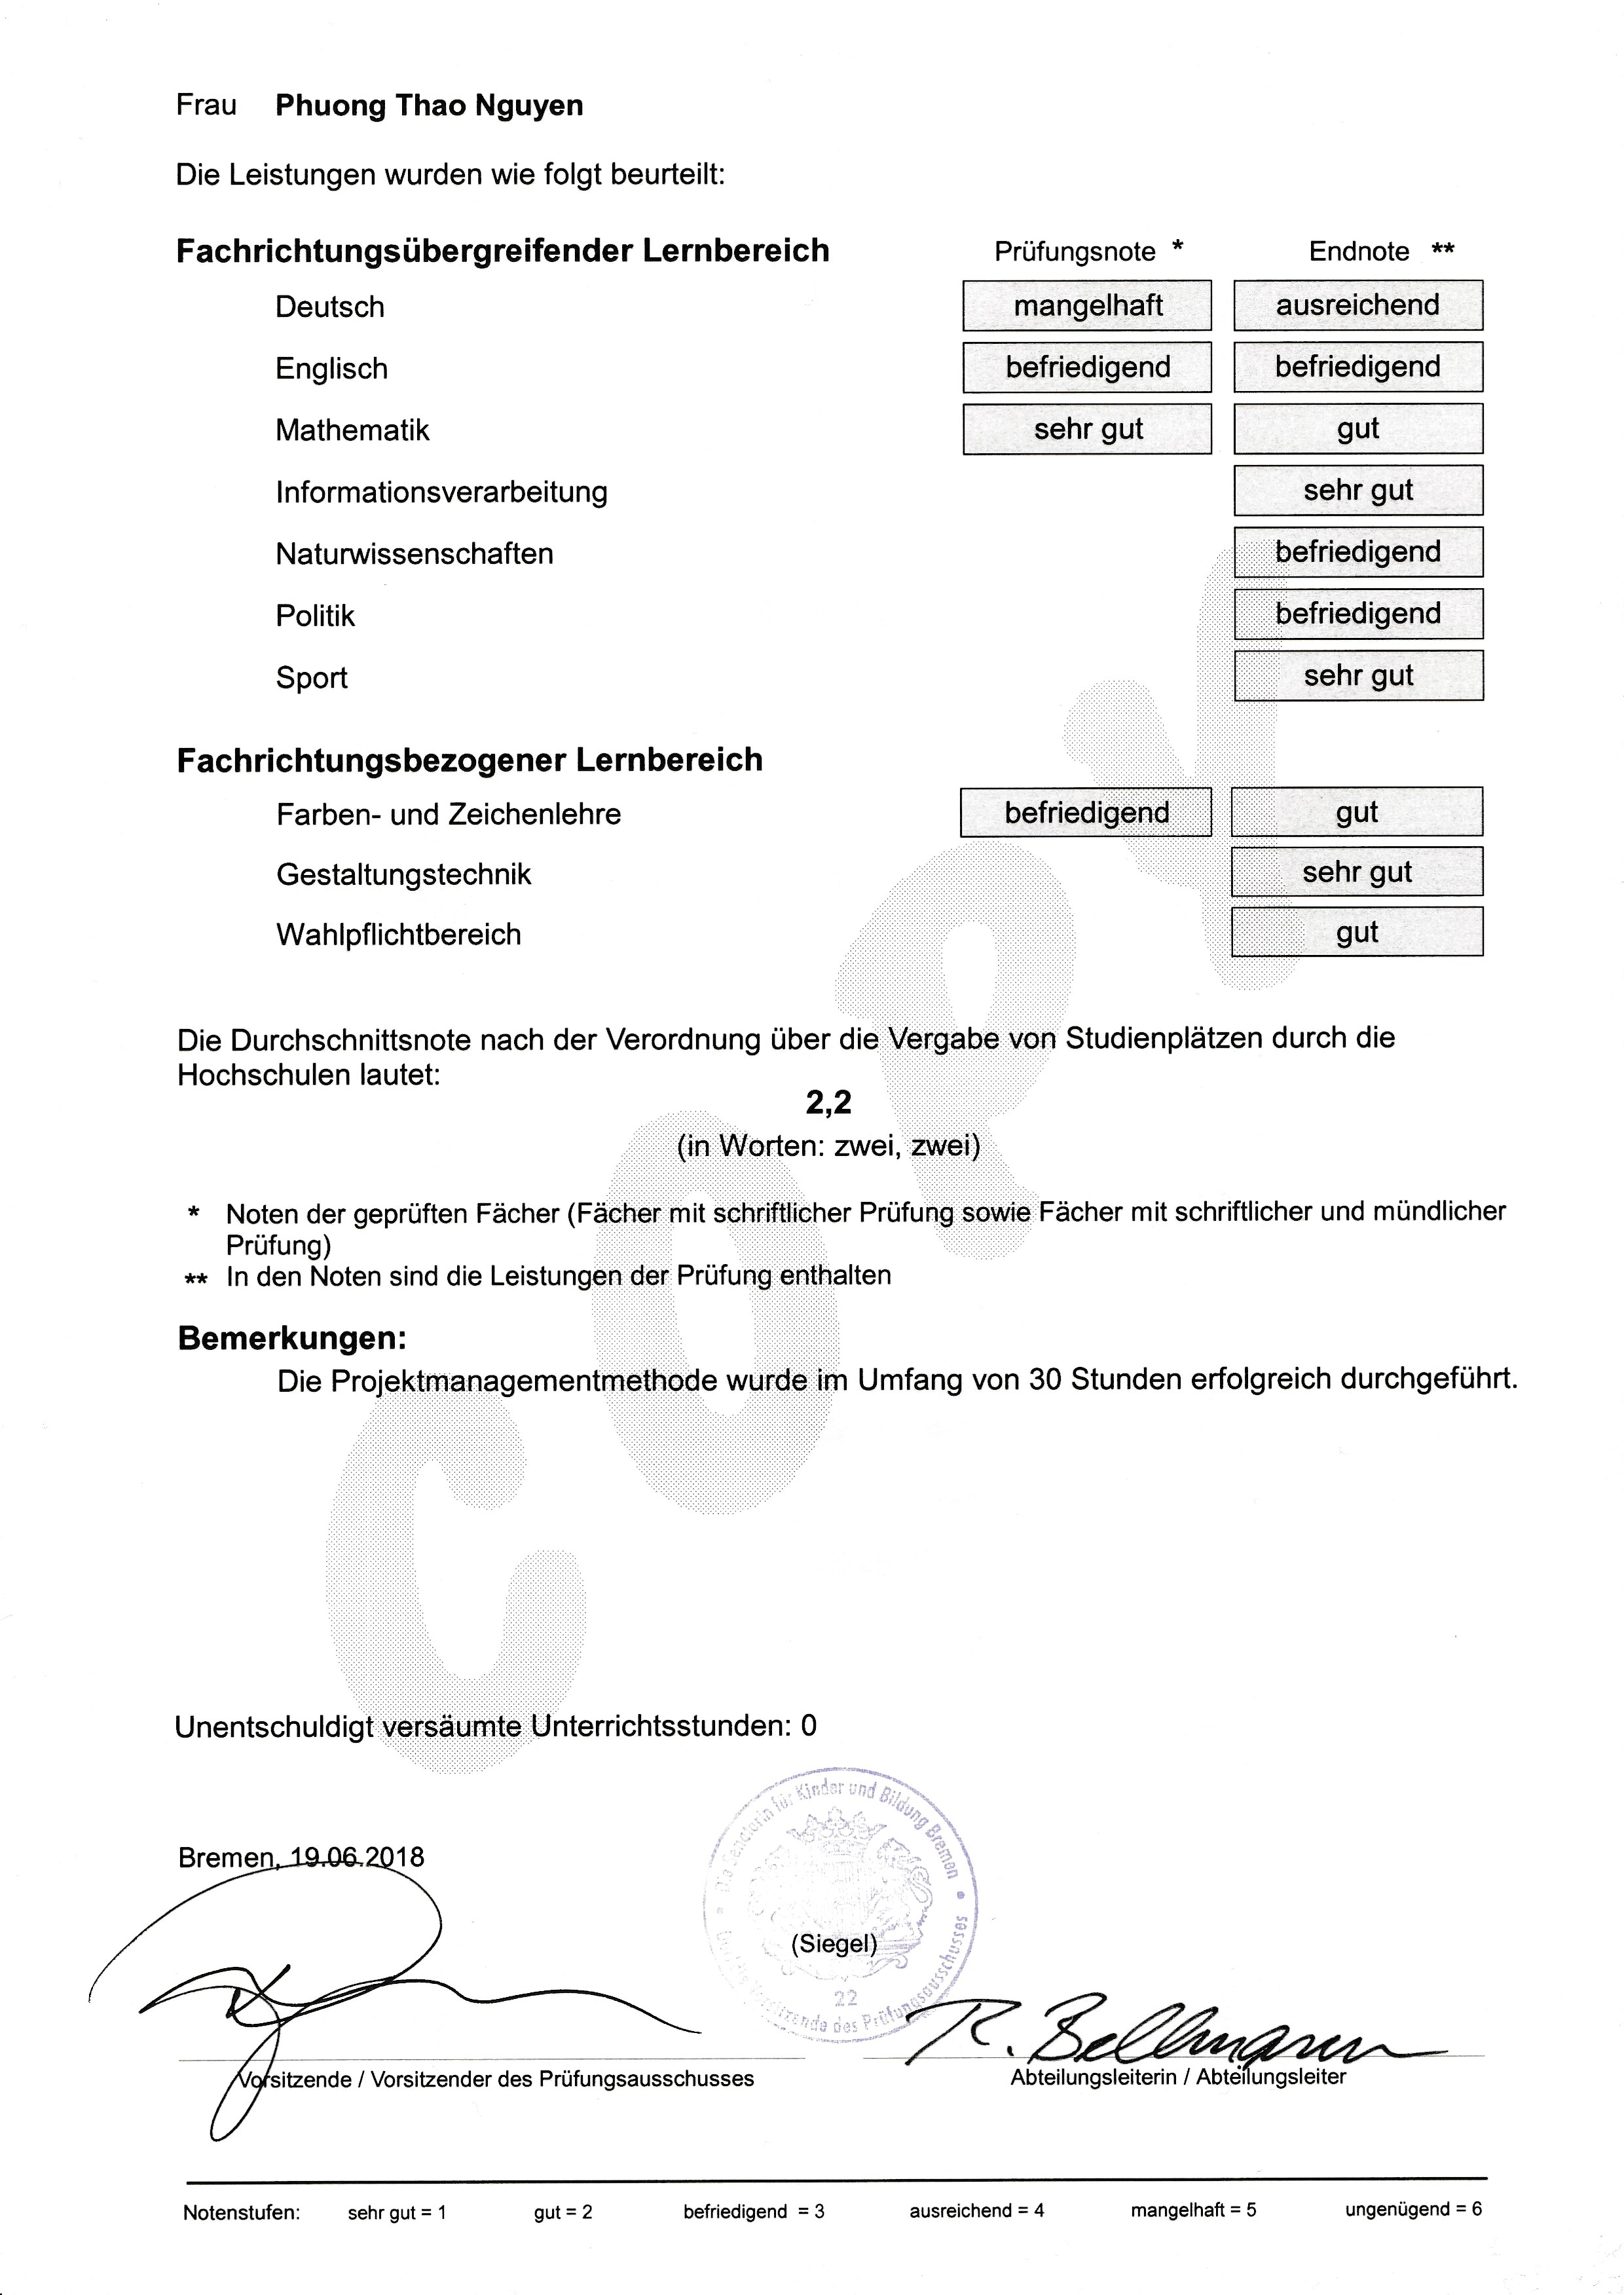 Frau Phuong Thao Nguyen
Die Leistungen wurden wie folgt beurteilt:
Fachrichtungsübergreifender Lernbereich Prüfungsnote * Endnote **
Deutsch mangelhaft ausreichend
Englisch befriedigend befriedigend
Mathematik sehr gut gut
Informationsverarbeitung sehr gut
Naturwissenschaften befriedigend
Politik befriedigend
Sport sehr gut
Fachrichtungsbezogener Lernbereich
Farben- und Zeichenlehre befriedigend gut
Gestaltungstechnik sehr gut
Wahlpflichtbereich gut
Die Durchschnittsnote nach der Verordnung über die Vergabe von Studienplätzen durch die
Hochschulen lautet:
2,2
(in Worten: zwei, zwei)
* Noten der geprüften Fächer (Fächer mit schriftlicher Prüfung sowie Fächer mit schriftlicher und mündlicher
Prüfung)
** In den Noten sind die Leistungen der Prüfung enthalten
Bemerkungen:
Die Projektmanagementmethode wurde im Umfang von 30 Stunden erfolgreich durchgeführt.
COPY
Unentschuldigt versäumte Unterrichtsstunden: 0
Bremen, 19.06.2018
Die Senatorin für Kinder und Bildung Bremen
(Siegel)
22
Vorsitzende des Prüfungsausschusses
R. Bellmann
Vorsitzende / Vorsitzender des Prüfungsausschusses Abteilungsleiterin / Abteilungsleiter
Notenstufen: sehr gut = 1 gut = 2 befriedigend = 3 ausreichend = 4 mangelhaft = 5 ungenügend = 6